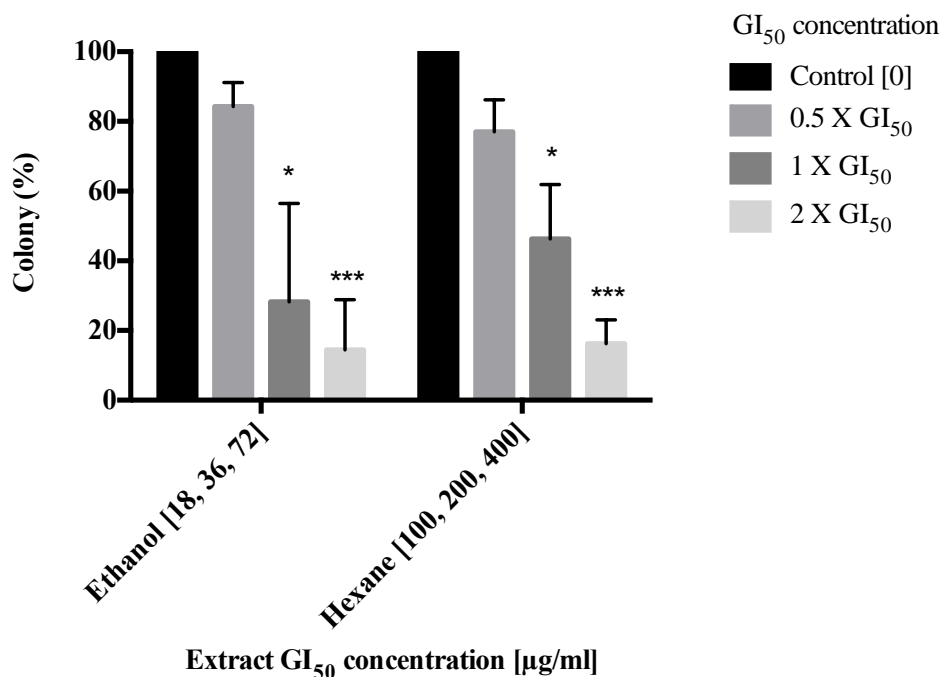 GI50 concentration
Control [0]
0.5 X GI50
1 X GI50
2 X GI50
Colony (%)
100
80
60
40
20
0
*
***
*
***
Ethanol [18, 36, 72]
Hexane [100, 200, 400]
Extract GI50 concentration [µg/ml]